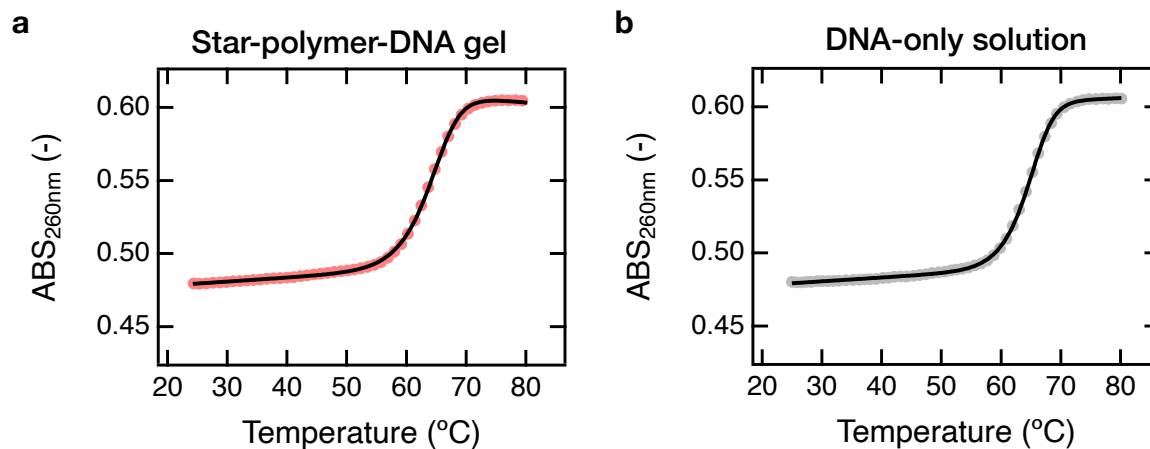 a
Star-polymer-DNA gel
0.60
0.55
0.50
0.45
ABS260nm (-)
20 30 40 50 60 70 80
Temperature (ºC)
b
DNA-only solution
0.60
0.55
0.50
0.45
ABS260nm (-)
20 30 40 50 60 70 80
Temperature (ºC)